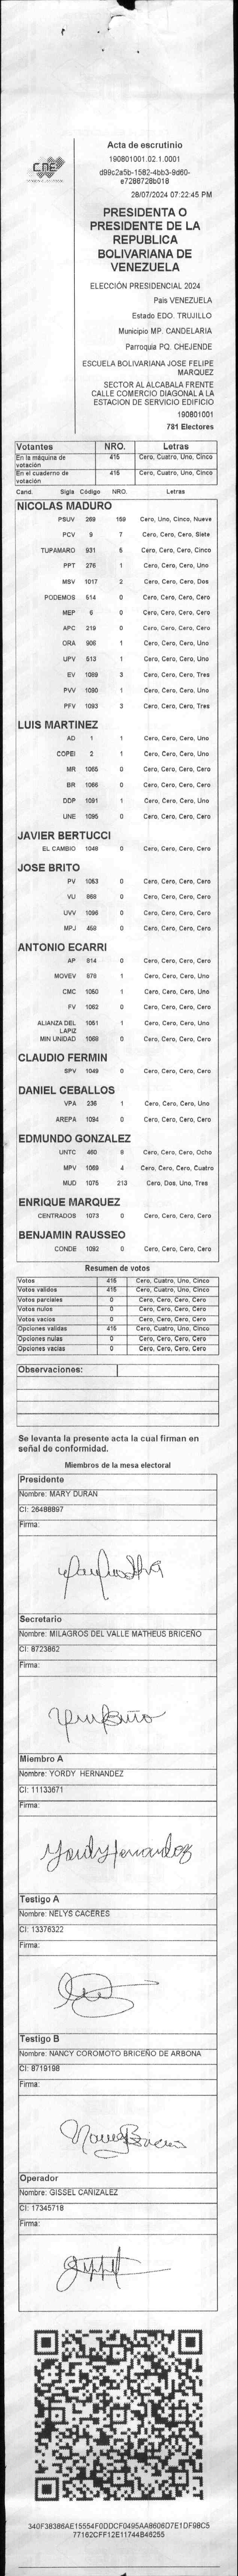 CNE
Acta de escrutinio
190801001.02.1.0001
d99c2a5b-1582-4bb3-9d60-
e7288728b018
28/07/2024 07:22:45 PM
PRESIDENTA O
PRESIDENTE DE LA
REPUBLICA
BOLIVARIANA DE
VENEZUELA
ELECCIÓN PRESIDENCIAL 2024
País VENEZUELA
Estado EDO. TRUJILLO
Municipio MP. CANDELARIA
Parroquia PQ. CHEJENDE
ESCUELA BOLIVARIANA JOSE FELIPE
MARQUEZ
SECTOR AL ALCABALA FRENTE
CALLE COMERCIO DIAGONAL A LA
ESTACION DE SERVICIO EDIFICIO
190801001
781 Electores
Votantes NRO. Letras
En la máquina de votación 415 Cero, Cuatro, Uno, Cinco
En el cuaderno de votación 415 Cero, Cuatro, Uno, Cinco
Cand. Sigla Código NRO. Letras
NICOLAS MADURO
PSUV 269 159 Cero, Uno, Cinco, Nueve
PCV 9 7 Cero, Cero, Cero, Siete
TUPAMARO 931 5 Cero, Cero, Cero, Cinco
PPT 276 1 Cero, Cero, Cero, Uno
MSV 1017 2 Cero, Cero, Cero, Dos
PODEMOS 514 0 Cero, Cero, Cero, Cero
MEP 6 0 Cero, Cero, Cero, Cero
APC 219 0 Cero, Cero, Cero, Cero
ORA 906 1 Cero, Cero, Cero, Uno
UPV 513 1 Cero, Cero, Cero, Uno
EV 1089 3 Cero, Cero, Cero, Tres
PVV 1090 1 Cero, Cero, Cero, Uno
PFV 1093 3 Cero, Cero, Cero, Tres
LUIS MARTINEZ
AD 1 1 Cero, Cero, Cero, Uno
COPEI 2 1 Cero, Cero, Cero, Uno
MR 1065 0 Cero, Cero, Cero, Cero
BR 1066 0 Cero, Cero, Cero, Cero
DDP 1091 1 Cero, Cero, Cero, Uno
UNE 1095 0 Cero, Cero, Cero, Cero
JAVIER BERTUCCI
EL CAMBIO 1048 0 Cero, Cero, Cero, Cero
JOSE BRITO
PV 1053 0 Cero, Cero, Cero, Cero
VU 868 0 Cero, Cero, Cero, Cero
UVV 1096 0 Cero, Cero, Cero, Cero
MPJ 458 0 Cero, Cero, Cero, Cero
ANTONIO ECARRI
AP 814 0 Cero, Cero, Cero, Cero
MOVEV 878 1 Cero, Cero, Cero, Uno
CMC 1050 1 Cero, Cero, Cero, Uno
FV 1062 0 Cero, Cero, Cero, Cero
ALIANZA DEL LAPIZ 1051 1 Cero, Cero, Cero, Uno
MIN UNIDAD 1088 0 Cero, Cero, Cero, Cero
CLAUDIO FERMIN
SPV 1049 0 Cero, Cero, Cero, Cero
DANIEL CEBALLOS
VPA 236 1 Cero, Cero, Cero, Uno
AREPA 1094 0 Cero, Cero, Cero, Cero
EDMUNDO GONZALEZ
UNTC 460 8 Cero, Cero, Cero, Ocho
MPV 1069 4 Cero, Cero, Cero, Cuatro
MUD 1075 213 Cero, Dos, Uno, Tres
ENRIQUE MARQUEZ
CENTRADOS 1073 0 Cero, Cero, Cero, Cero
BENJAMIN RAUSSEO
CONDE 1092 0 Cero, Cero, Cero, Cero
Resumen de votos
Votos 415 Cero, Cuatro, Uno, Cinco
Votos validos 415 Cero, Cuatro, Uno, Cinco
Votos parciales 0 Cero, Cero, Cero, Cero
Votos nulos 0 Cero, Cero, Cero, Cero
Votos vacios 0 Cero, Cero, Cero, Cero
Opciones validas 415 Cero, Cuatro, Uno, Cinco
Opciones nulas 0 Cero, Cero, Cero, Cero
Opciones vacias 0 Cero, Cero, Cero, Cero
Observaciones:
Se levanta la presente acta la cual firman en
señal de conformidad.
Miembros de la mesa electoral
Presidente
Nombre: MARY DURAN
CI: 26488897
Firma:
Secretario
Nombre: MILAGROS DEL VALLE MATHEUS BRICEÑO
CI: 8723862
Firma:
Miembro A
Nombre: YORDY HERNANDEZ
CI: 11133671
Firma:
Yordy Hernandez
Testigo A
Nombre: NELYS CACERES
CI: 13376322
Firma:
Testigo B
Nombre: NANCY COROMOTO BRICEÑO DE ARBONA
CI: 8719198
Firma:
Nancy Briceño
Operador
Nombre: GISSEL CAÑIZALEZ
CI: 17345718
Firma:
340F38386AE15554F0DDCF0495AA8606D7E1DF98C5
77162CFF12E11744B46255